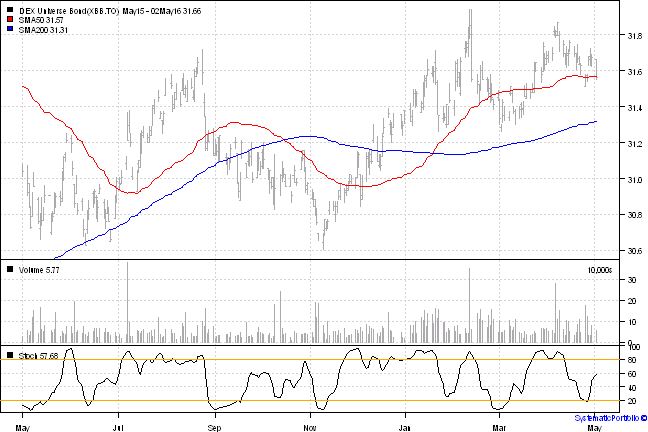 DEX Universe Bond(XBB.TO) May15 - 02May16 31.66
SMA50 31.57
SMA200 31.31
31.8
31.6
31.4
31.2
31.0
30.8
30.6
Volume 5.77
10,000s
30
20
10
0
Stoch 57.68
100
80
60
40
20
May
Jul
Sep
Nov
Jan
Mar
May
SystematicPortfolio ©